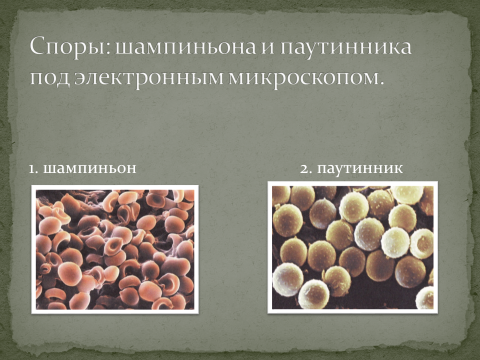 Споры: шампиньона и паутинника
под электронным микроскопом.
1. шампиньон
2. паутинник